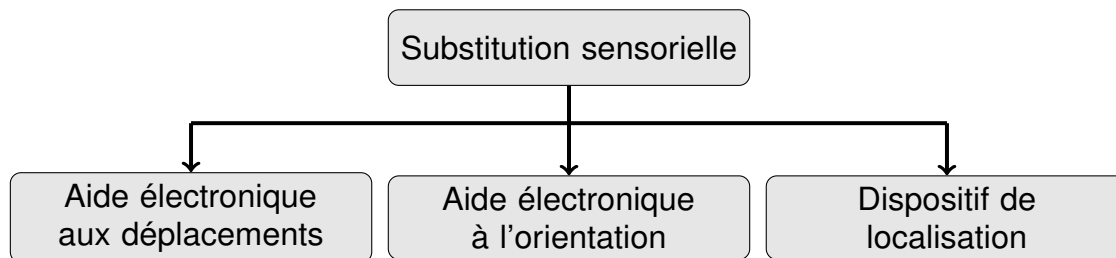 Substitution sensorielle
Aide électronique
aux déplacements
Aide électronique
à l'orientation
Dispositif de
localisation